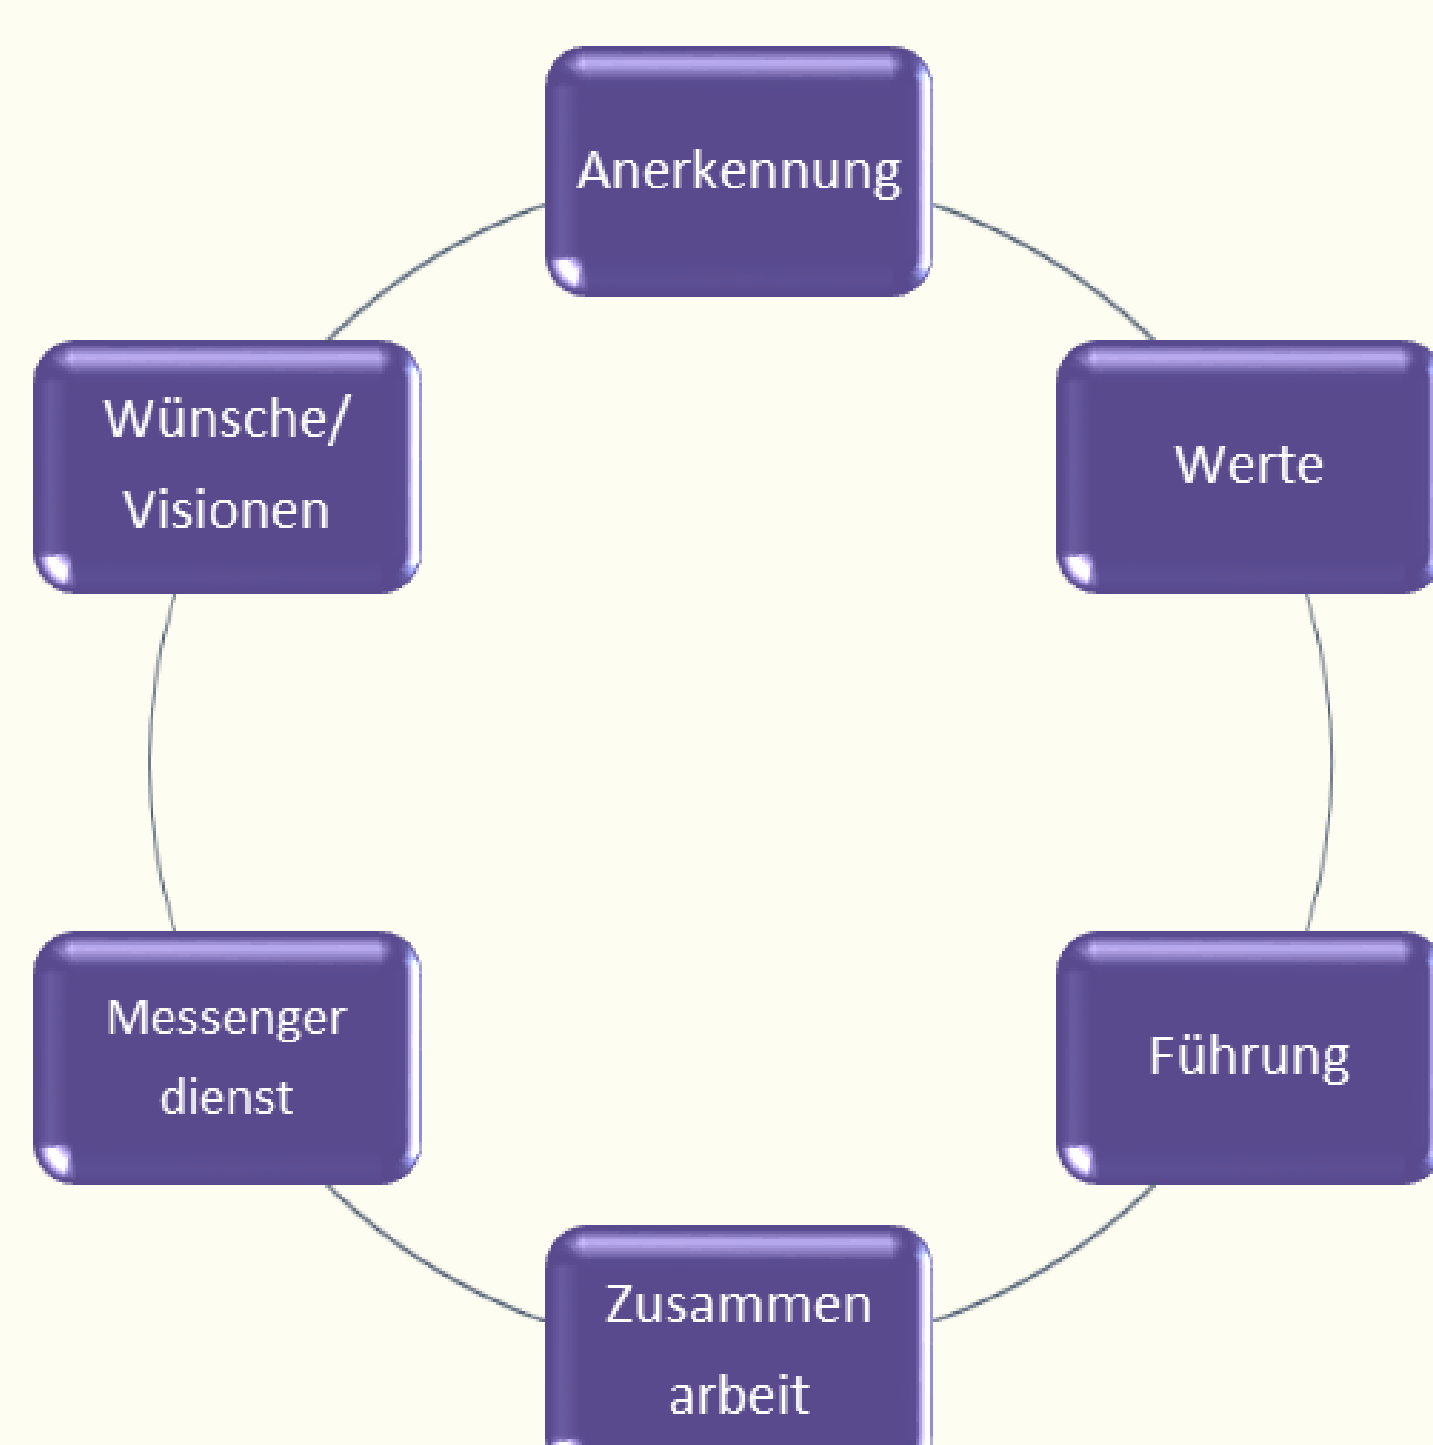 Anerkennung
Wünsche/
Visionen
Werte
Messenger
dienst
Führung
Zusammen
arbeit